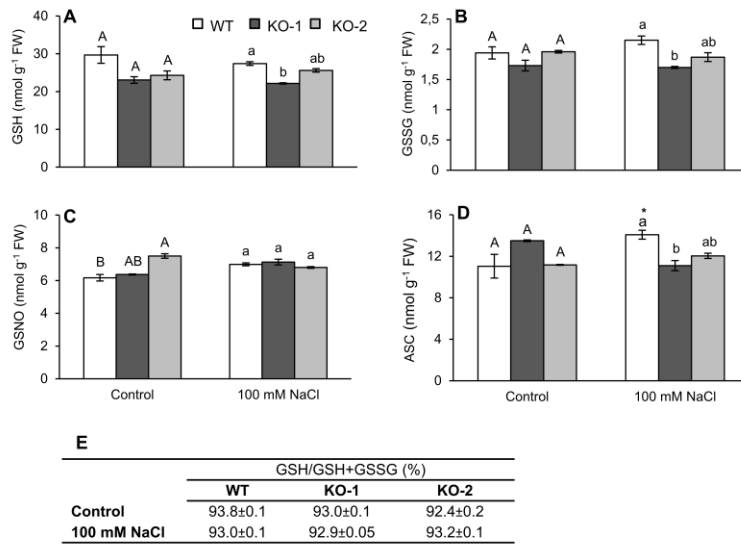 A
WT KO-1 KO-2
GSH (nmol g⁻¹ FW)
40
30
20
10
0
A
A
A
a
b
ab
B
GSSG (nmol g⁻¹ FW)
2,5
2
1,5
1
0,5
0
A
A
A
a
b
ab
C
GSNO (nmol g⁻¹ FW)
10
8
6
4
2
0
B
AB
A
a
a
a
Control 100 mM NaCl
D
ASC (nmol g⁻¹ FW)
16
12
8
4
0
A
A
A
*
a
b
ab
Control 100 mM NaCl
E
GSH/GSH+GSSG (%)
WT KO-1 KO-2
Control 93.8±0.1 93.0±0.1 92.4±0.2
100 mM NaCl 93.0±0.1 92.9±0.05 93.2±0.1